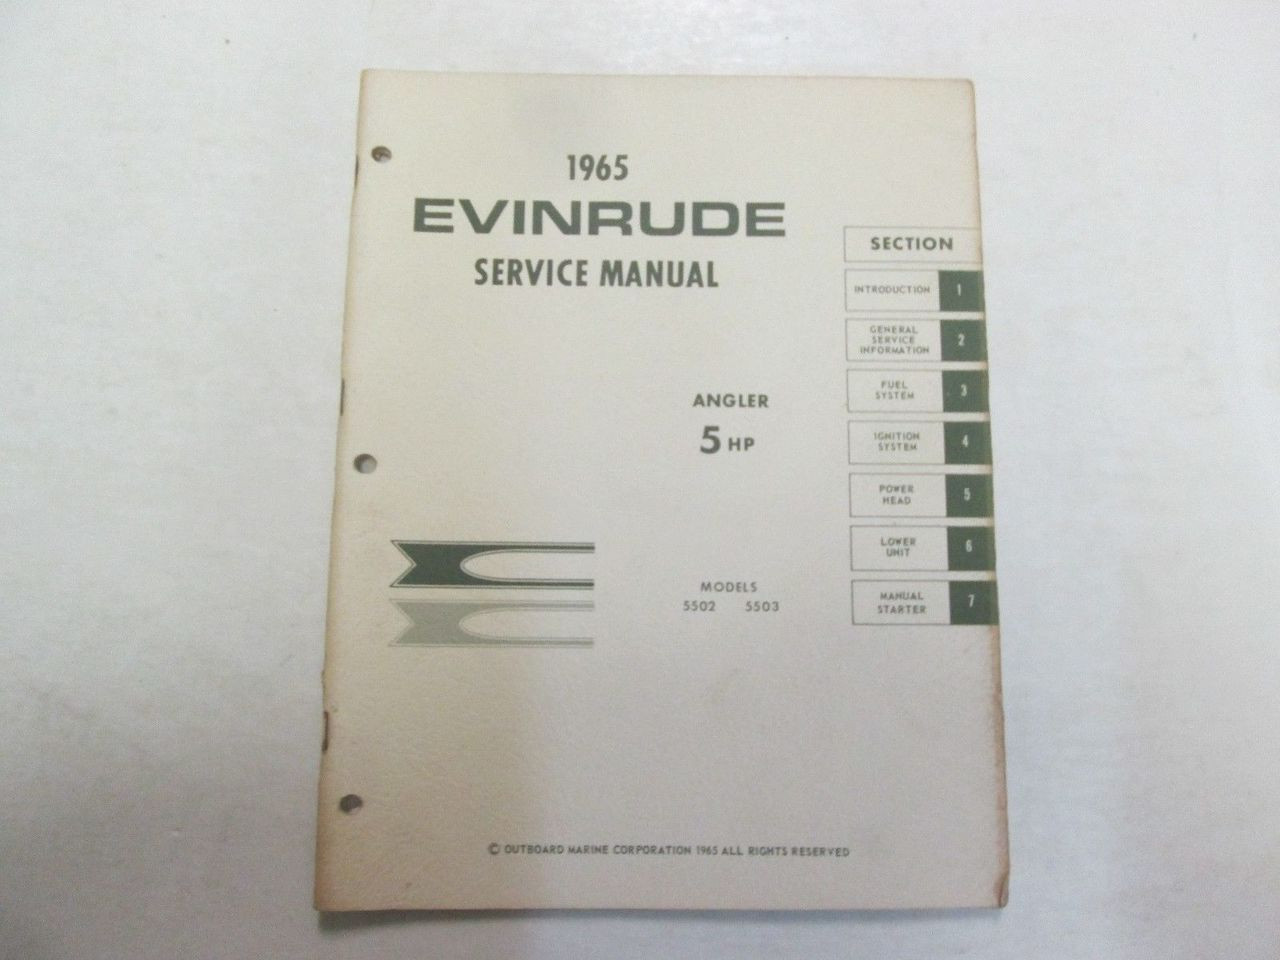 1965
EVINRUDE
SERVICE MANUAL
ANGLER
5 HP
MODELS
5502 5503
SECTION
INTRODUCTION 1
GENERAL
SERVICE 2
INFORMATION
FUEL
SYSTEM 3
IGNITION
SYSTEM 4
POWER
HEAD 5
LOWER
UNIT 6
MANUAL
STARTER 7
© OUTBOARD MARINE CORPORATION 1965 ALL RIGHTS RESERVED